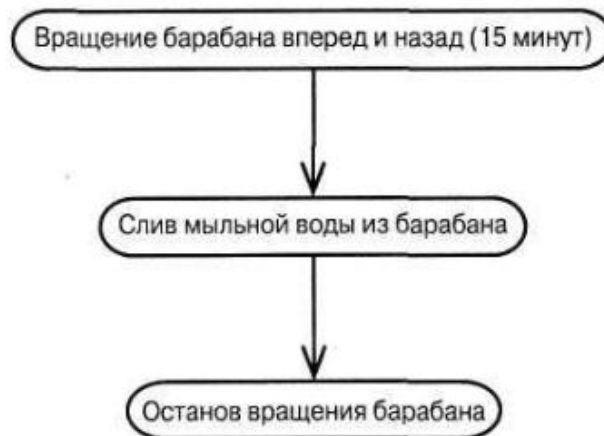 Вращение барабана вперед и назад (15 минут)
Слив мыльной воды из барабана
Останов вращения барабана